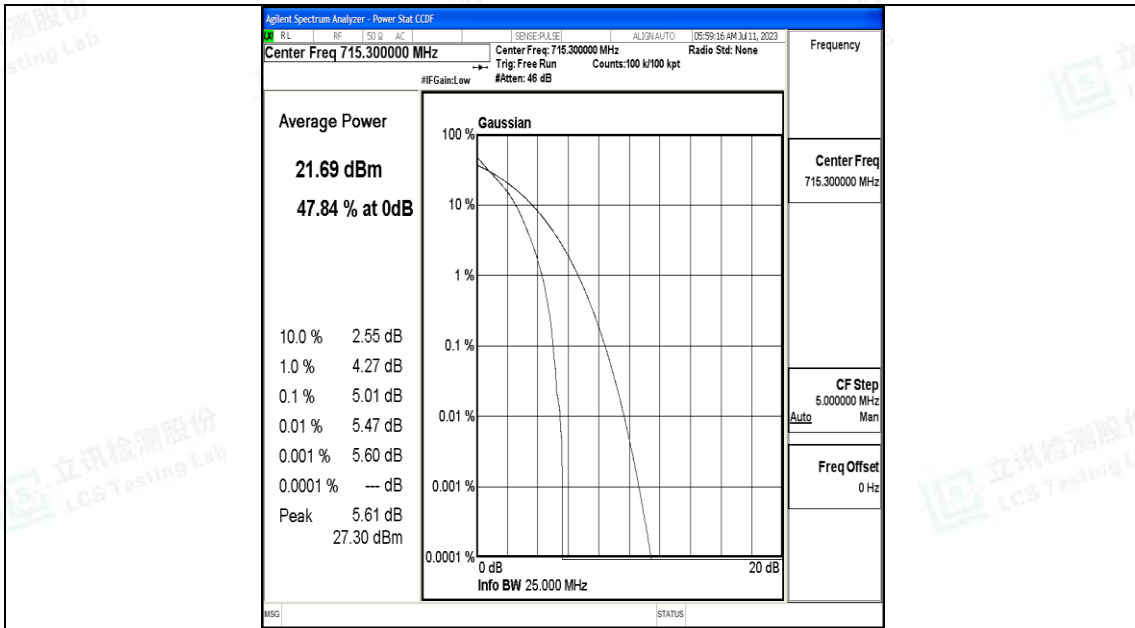 Agilent Spectrum Analyzer - Power Stat CCDF
RL RF 50 Ω AC SENSE:PULSE ALIGN AUTO 05:59:16 AM Jul 11, 2023
Center Freq 715.300000 MHz
Center Freq: 715.300000 MHz Radio Std: None
Trig: Free Run Counts:100 k/100 kpt
#IFGain:Low #Atten: 46 dB
Frequency
Average Power
21.69 dBm
47.84 % at 0dB
10.0 % 2.55 dB
1.0 % 4.27 dB
0.1 % 5.01 dB
0.01 % 5.47 dB
0.001 % 5.60 dB
0.0001 % --- dB
Peak 5.61 dB
27.30 dBm
Gaussian
100 %
10 %
1 %
0.1 %
0.01 %
0.001 %
0.0001 %
0 dB 20 dB
Info BW 25.000 MHz
Center Freq
715.300000 MHz
CF Step
5.000000 MHz
Auto Man
Freq Offset
0 Hz
MSG STATUS
立讯检测股份
LCS Testing Lab
立讯检测股份